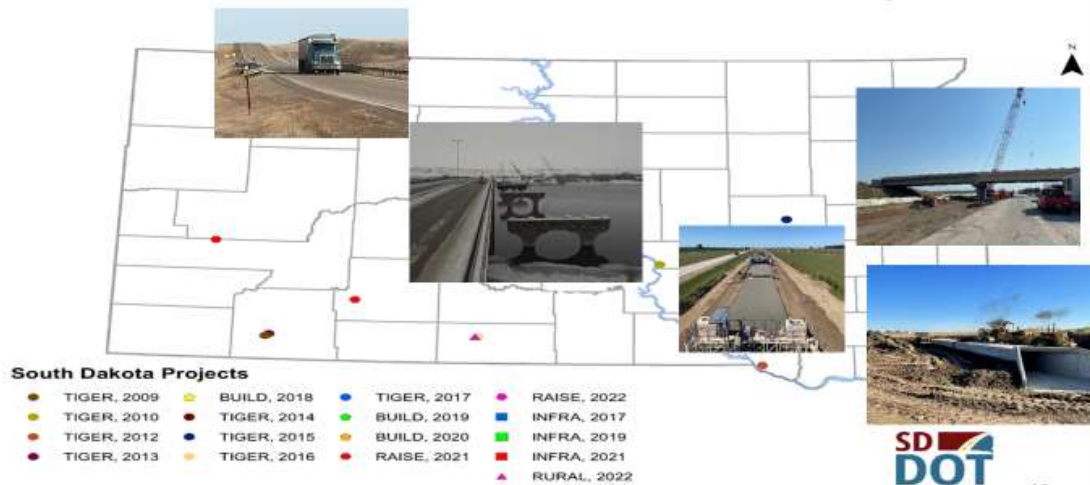 N
South Dakota Projects
TIGER, 2009 BUILD, 2018 TIGER, 2017 RAISE, 2022
TIGER, 2010 TIGER, 2014 BUILD, 2019 INFRA, 2017
TIGER, 2012 TIGER, 2015 BUILD, 2020 INFRA, 2019
TIGER, 2013 TIGER, 2016 RAISE, 2021 INFRA, 2021
RURAL, 2022
SD
DOT